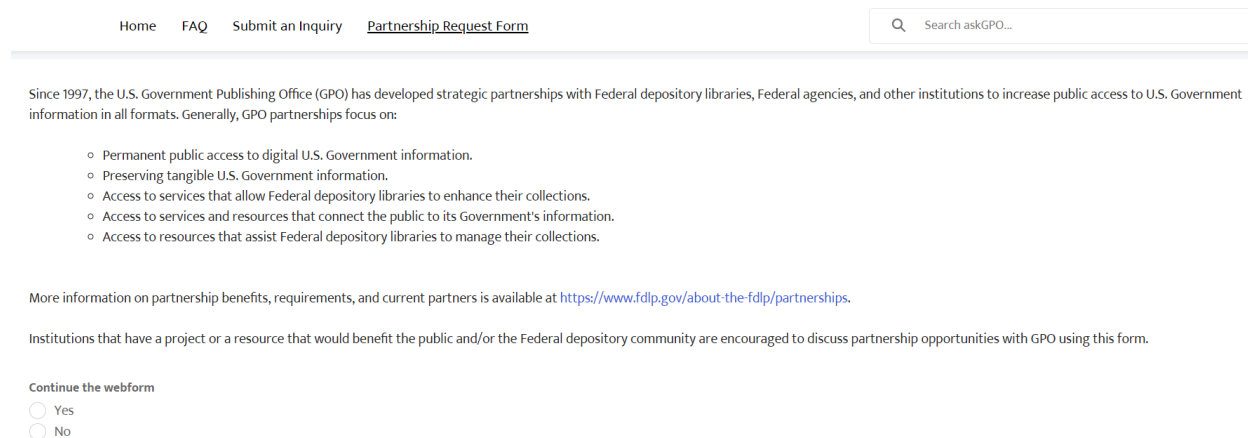 Home FAQ Submit an Inquiry Partnership Request Form Search askGPO...
Since 1997, the U.S. Government Publishing Office (GPO) has developed strategic partnerships with Federal depository libraries, Federal agencies, and other institutions to increase public access to U.S. Government
information in all formats. Generally, GPO partnerships focus on:
Permanent public access to digital U.S. Government information.
Preserving tangible U.S. Government information.
Access to services that allow Federal depository libraries to enhance their collections.
Access to services and resources that connect the public to its Government's information.
Access to resources that assist Federal depository libraries to manage their collections.
More information on partnership benefits, requirements, and current partners is available at https://www.fdlp.gov/about-the-fdlp/partnerships.
Institutions that have a project or a resource that would benefit the public and/or the Federal depository community are encouraged to discuss partnership opportunities with GPO using this form.
Continue the webform
Yes
No